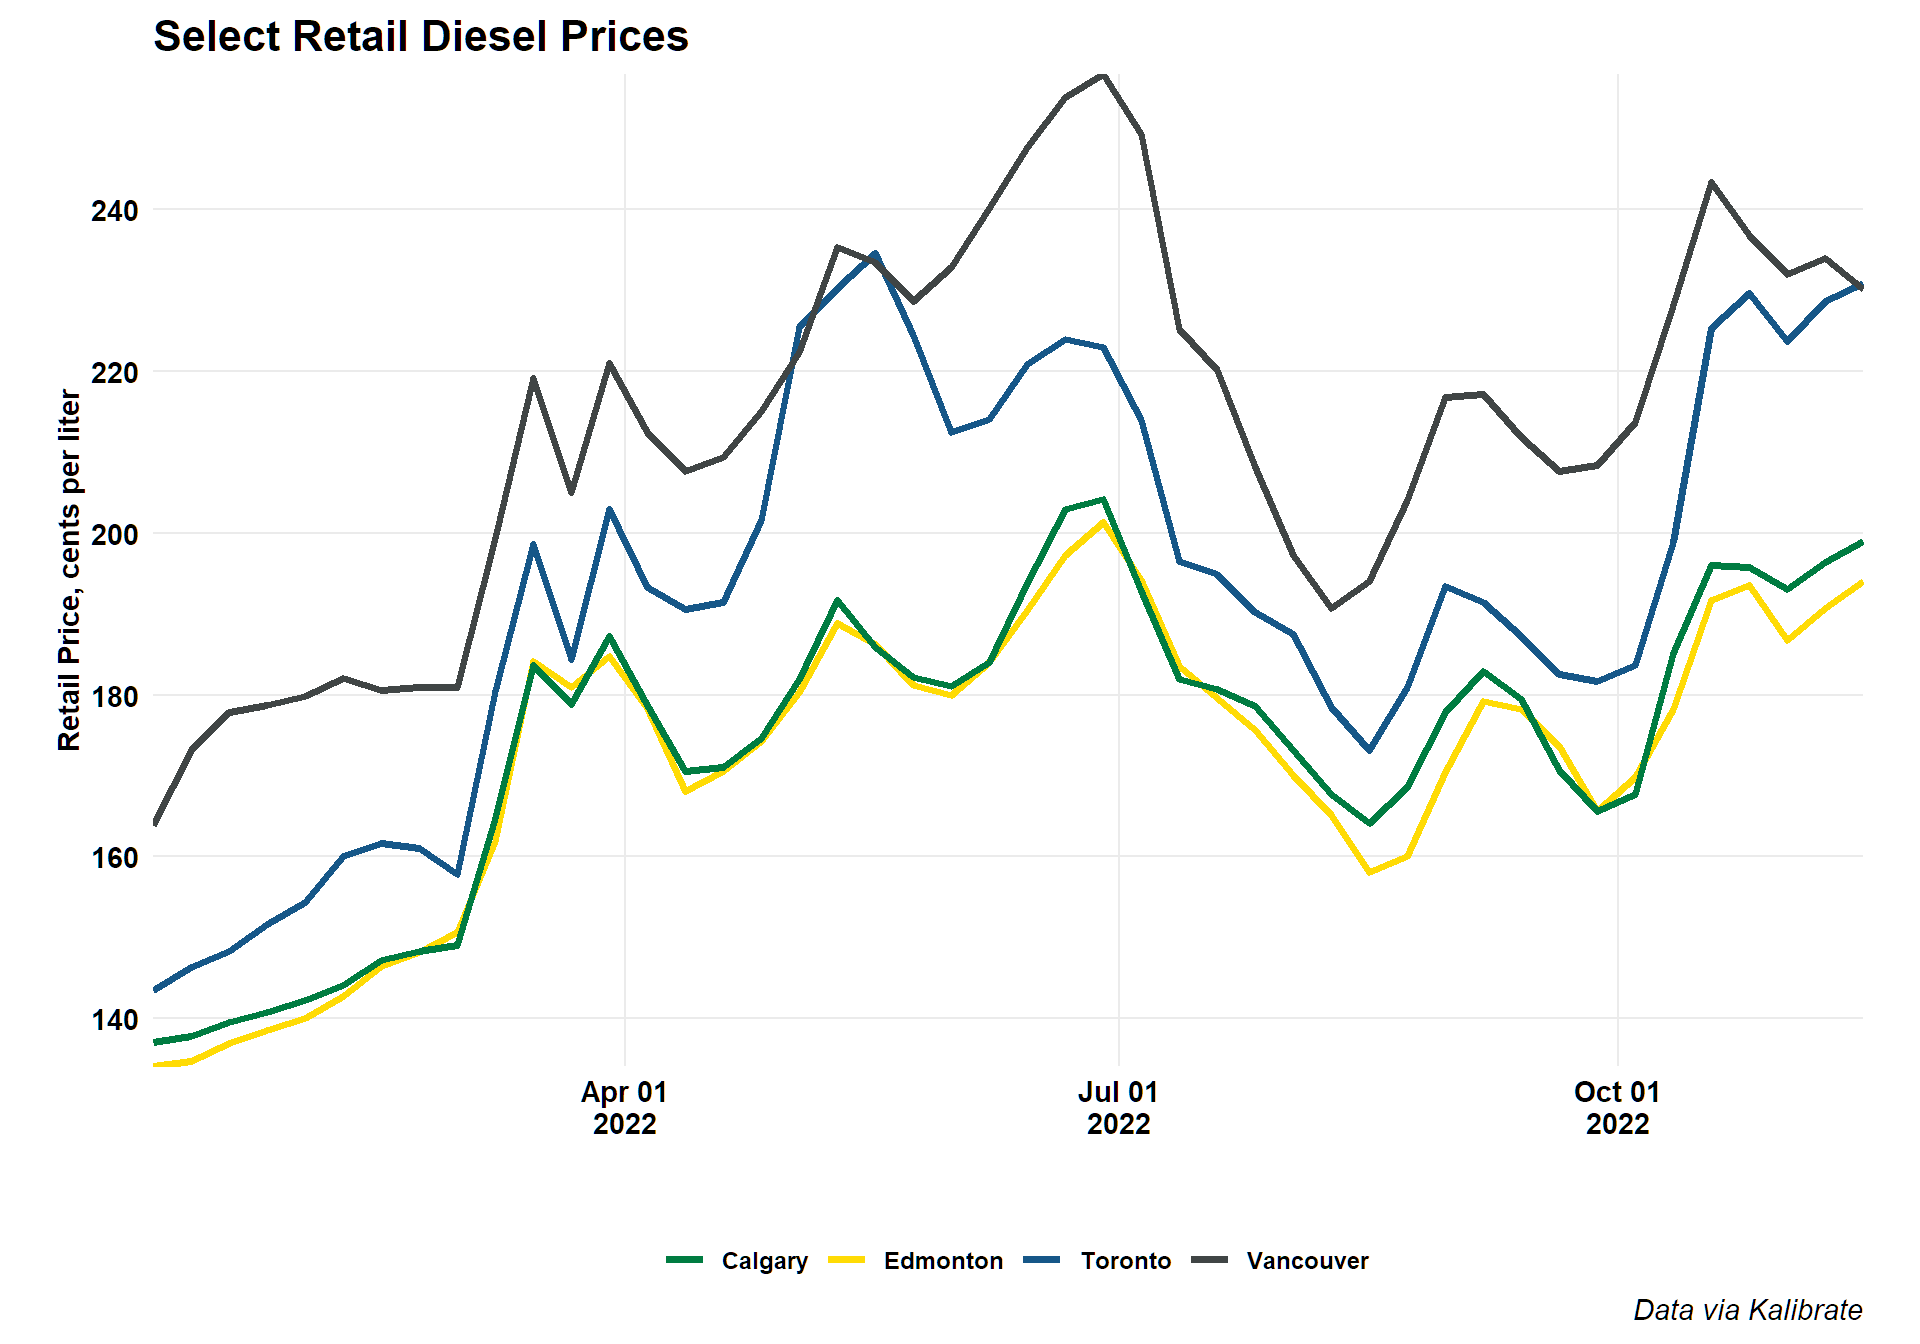 Select Retail Diesel Prices
Retail Price, cents per liter
240
220
200
180
160
140
Apr 01
2022
Jul 01
2022
Oct 01
2022
Calgary Edmonton Toronto Vancouver
Data via Kalibrate